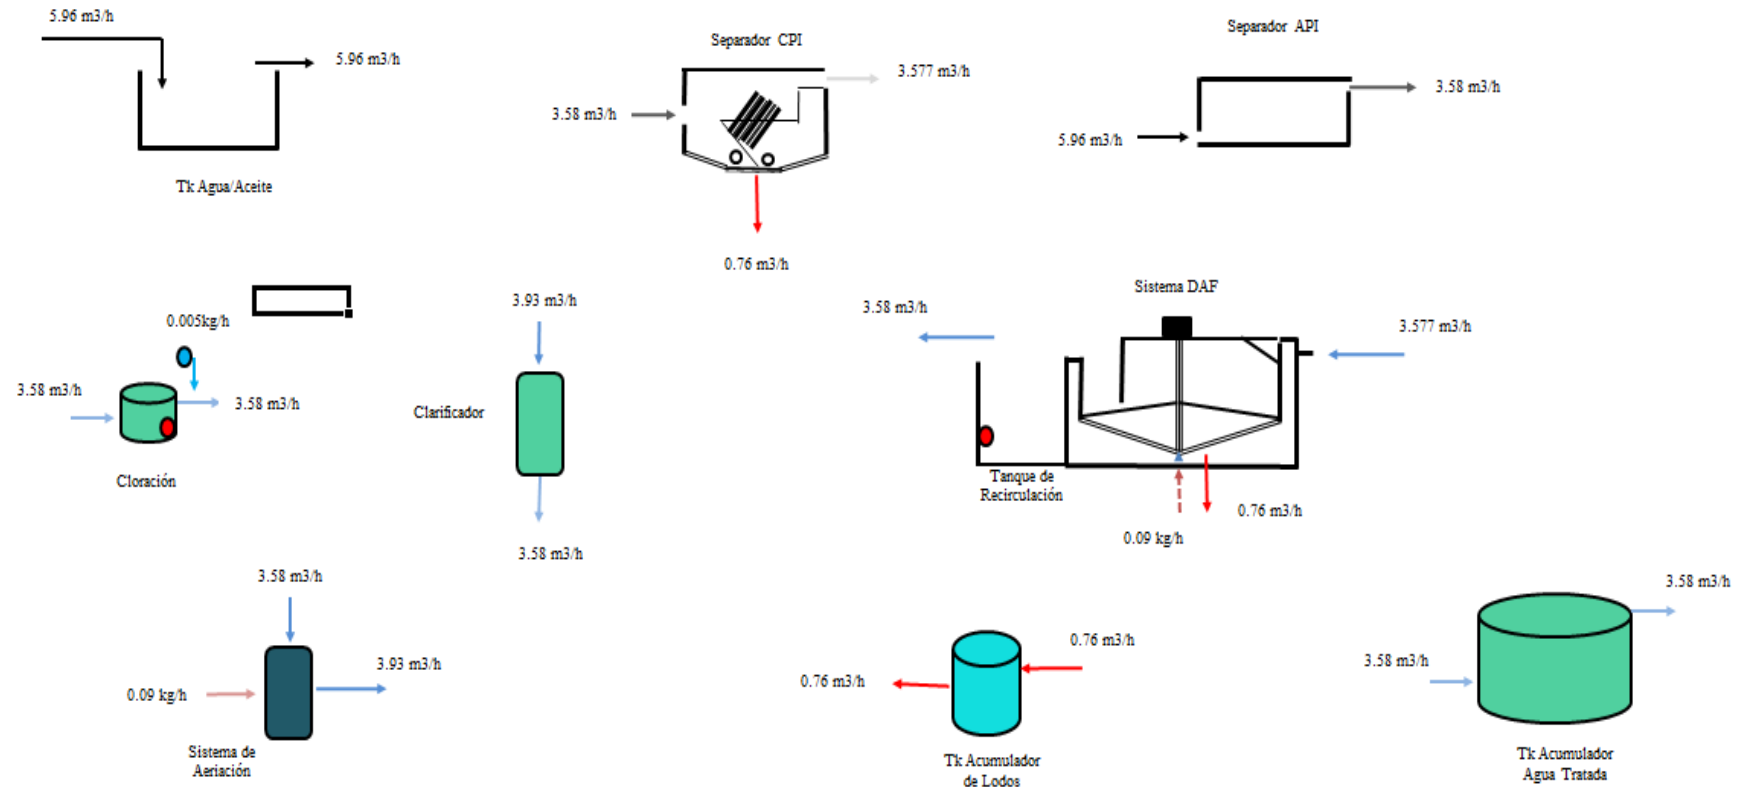 5.96 m3/h
5.96 m3/h
Tk Agua/Aceite
Separador CPI
3.577 m3/h
3.58 m3/h
0.76 m3/h
Separador API
3.58 m3/h
5.96 m3/h
0.005kg/h
3.58 m3/h
3.58 m3/h
Cloración
3.93 m3/h
Clarificador
3.58 m3/h
Sistema DAF
3.58 m3/h
3.577 m3/h
Tanque de
Recirculación
0.76 m3/h
0.09 kg/h
3.58 m3/h
3.93 m3/h
0.09 kg/h
Sistema de
Aeriación
0.76 m3/h
0.76 m3/h
Tk Acumulador
de Lodos
3.58 m3/h
3.58 m3/h
Tk Acumulador
Agua Tratada